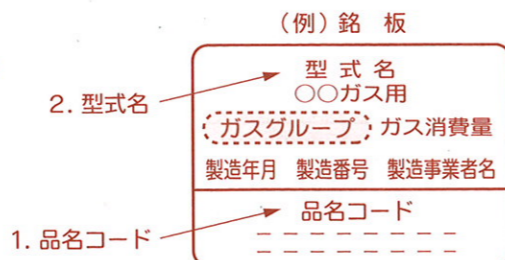 (例)銘 板
型 式 名
○○ガス用
2. 型式名
ガスグループ ガス消費量
製造年月 製造番号 製造事業者名
品名コード
1. 品名コード